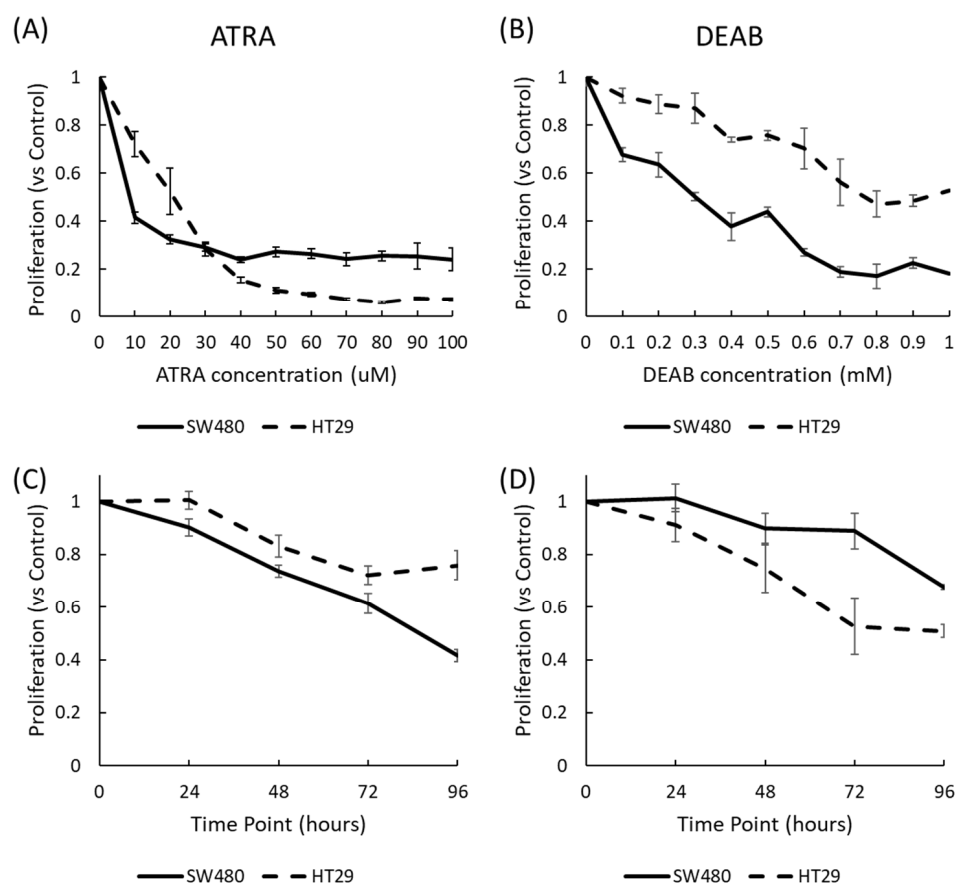 (A)
ATRA
Proliferation (vs Control)
1
0.8
0.6
0.4
0.2
0
0 10 20 30 40 50 60 70 80 90 100
ATRA concentration (uM)
SW480 HT29
(B)
DEAB
Proliferation (vs Control)
1
0.8
0.6
0.4
0.2
0
0 0.1 0.2 0.3 0.4 0.5 0.6 0.7 0.8 0.9 1
DEAB concentration (mM)
SW480 HT29
(C)
Proliferation (vs Control)
1
0.8
0.6
0.4
0.2
0
0 24 48 72 96
Time Point (hours)
SW480 HT29
(D)
Proliferation (vs Control)
1
0.8
0.6
0.4
0.2
0
0 24 48 72 96
Time Point (hours)
SW480 HT29